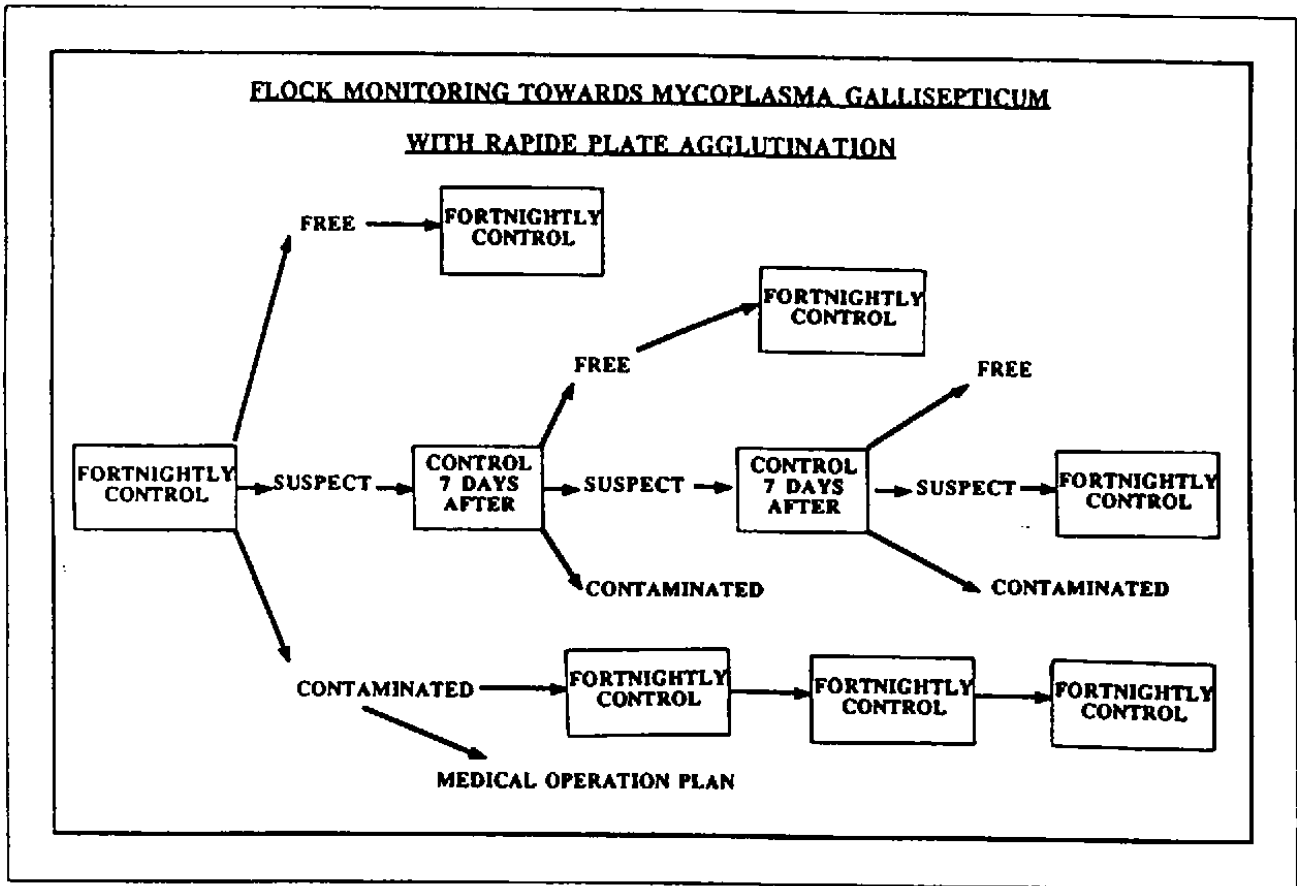 FLOCK MONITORING TOWARDS MYCOPLASMA GALLISEPTICUM
WITH RAPIDE PLATE AGGLUTINATION
FREE
FORTNIGHTLY
CONTROL
FORTNIGHTLY
CONTROL
FREE
FREE
FORTNIGHTLY
CONTROL
SUSPECT
CONTROL
7 DAYS
AFTER
SUSPECT
CONTROL
7 DAYS
AFTER
SUSPECT
FORTNIGHTLY
CONTROL
CONTAMINATED
CONTAMINATED
CONTAMINATED
FORTNIGHTLY
CONTROL
FORTNIGHTLY
CONTROL
FORTNIGHTLY
CONTROL
MEDICAL OPERATION PLAN